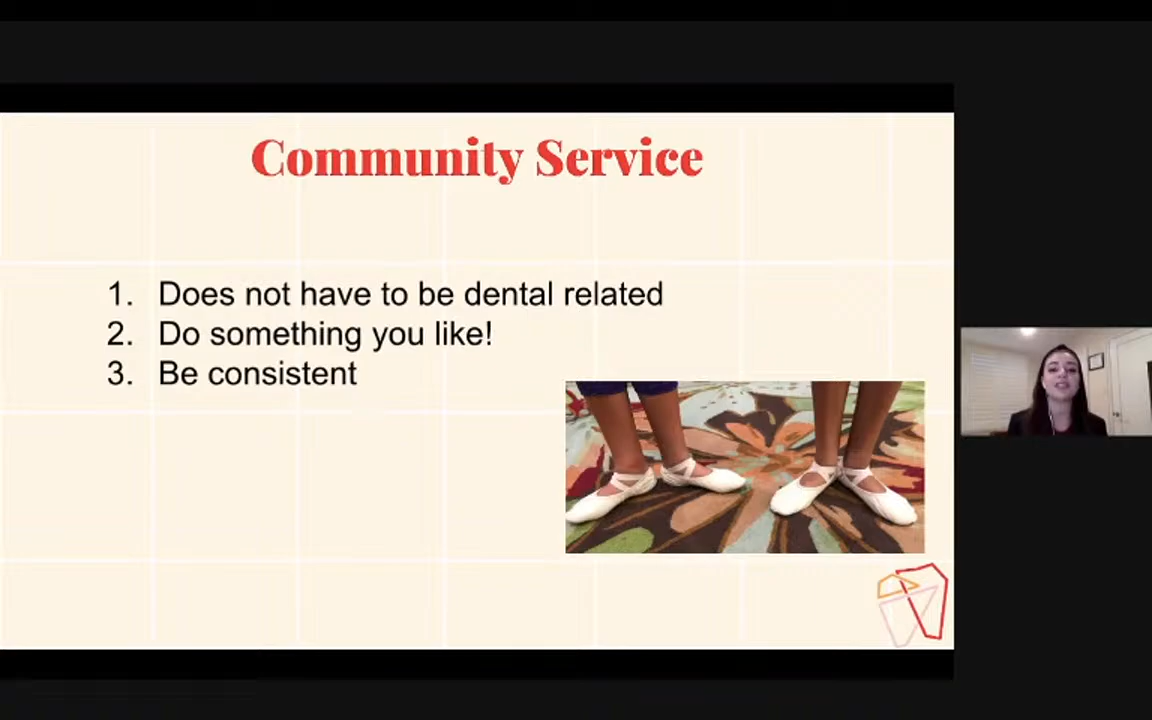 Community Service
1. Does not have to be dental related
2. Do something you like!
3. Be consistent